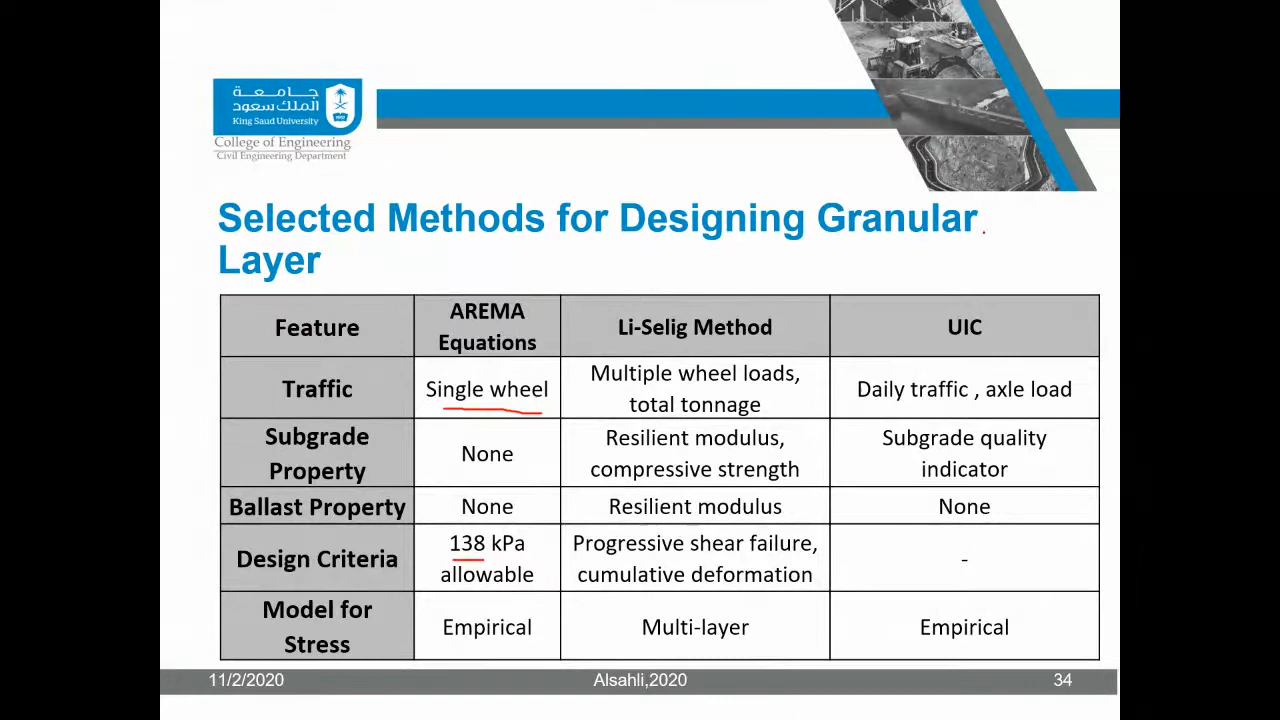 جامعة
الملك سعود
King Saud University
1957
College of Engineering
Civil Engineering Department
Selected Methods for Designing Granular
Layer
Feature
AREMA
Equations
Li-Selig Method
UIC
Traffic
Single wheel
Multiple wheel loads,
total tonnage
Daily traffic , axle load
Subgrade
Property
None
Resilient modulus,
compressive strength
Subgrade quality
indicator
Ballast Property
None
Resilient modulus
None
Design Criteria
138 kPa
allowable
Progressive shear failure,
cumulative deformation
-
Model for
Stress
Empirical
Multi-layer
Empirical
11/2/2020
Alsahli,2020
34